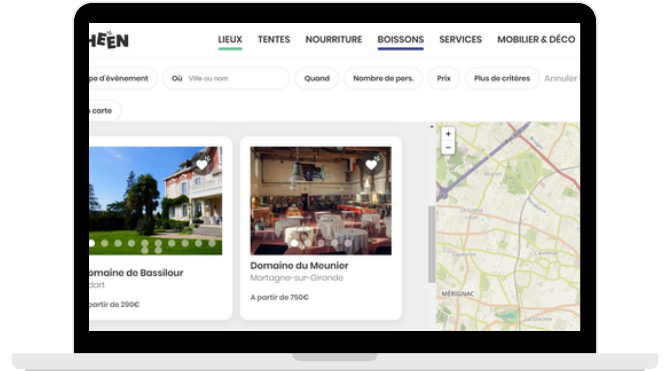 HEEN
LIEUX TENTES NOURRITURE BOISSONS SERVICES MOBILIER & DÉCO
pe d'évènement Où Ville ou nom Quand Nombre de pers. Prix Plus de critères Annuler
carte
+
-
Domaine du Meunier
Mortagne-sur-Gironde
A partir de 750€
omaine de Bassilour
dart
partir de 290€
MÉRIGNAC